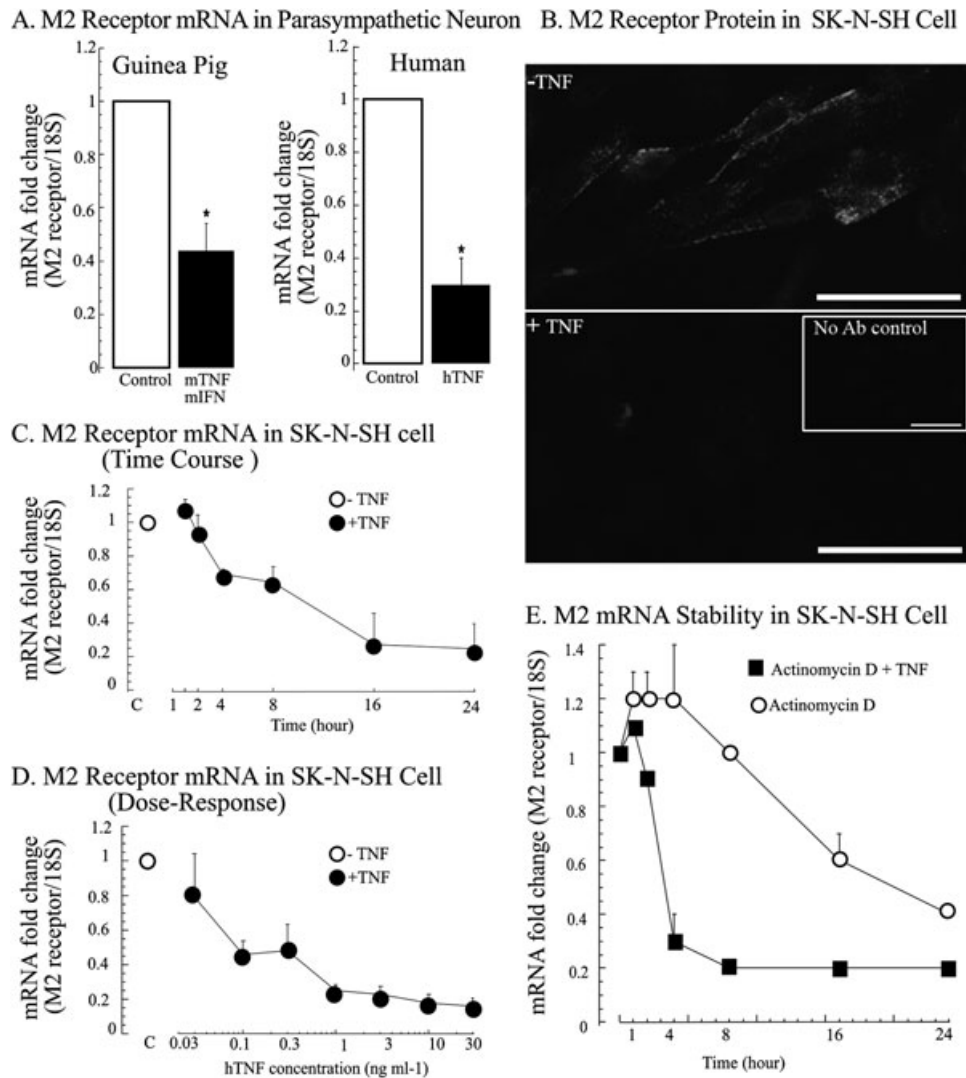 A. M2 Receptor mRNA in Parasympathetic Neuron
1.2
1
0.8
0.6
0.4
0.2
0
mRNA fold change
(M2 receptor/18S)
Guinea Pig
*
Control
mTNF
mIFN
1.2
1
0.8
0.6
0.4
0.2
0
mRNA fold change
(M2 receptor/18S)
Human
*
Control
hTNF
B. M2 Receptor Protein in SK-N-SH Cell
-TNF
+ TNF
No Ab control
C. M2 Receptor mRNA in SK-N-SH cell
(Time Course )
1.2
1
0.8
0.6
0.4
0.2
0
mRNA fold change
(M2 receptor/18S)
- TNF
+TNF
C 1 2 4 8 16 24
Time (hour)
D. M2 Receptor mRNA in SK-N-SH Cell
(Dose-Response)
1.2
1
0.8
0.6
0.4
0.2
0
mRNA fold change
(M2 receptor/18S)
- TNF
+TNF
C 0.03 0.1 0.3 1 3 10 30
hTNF concentration (ng ml-1)
E. M2 mRNA Stability in SK-N-SH Cell
1.4
1.2
1
0.8
0.6
0.4
0.2
0
mRNA fold change (M2 receptor/18S)
Actinomycin D + TNF
Actinomycin D
1 4 8 16 24
Time (hour)